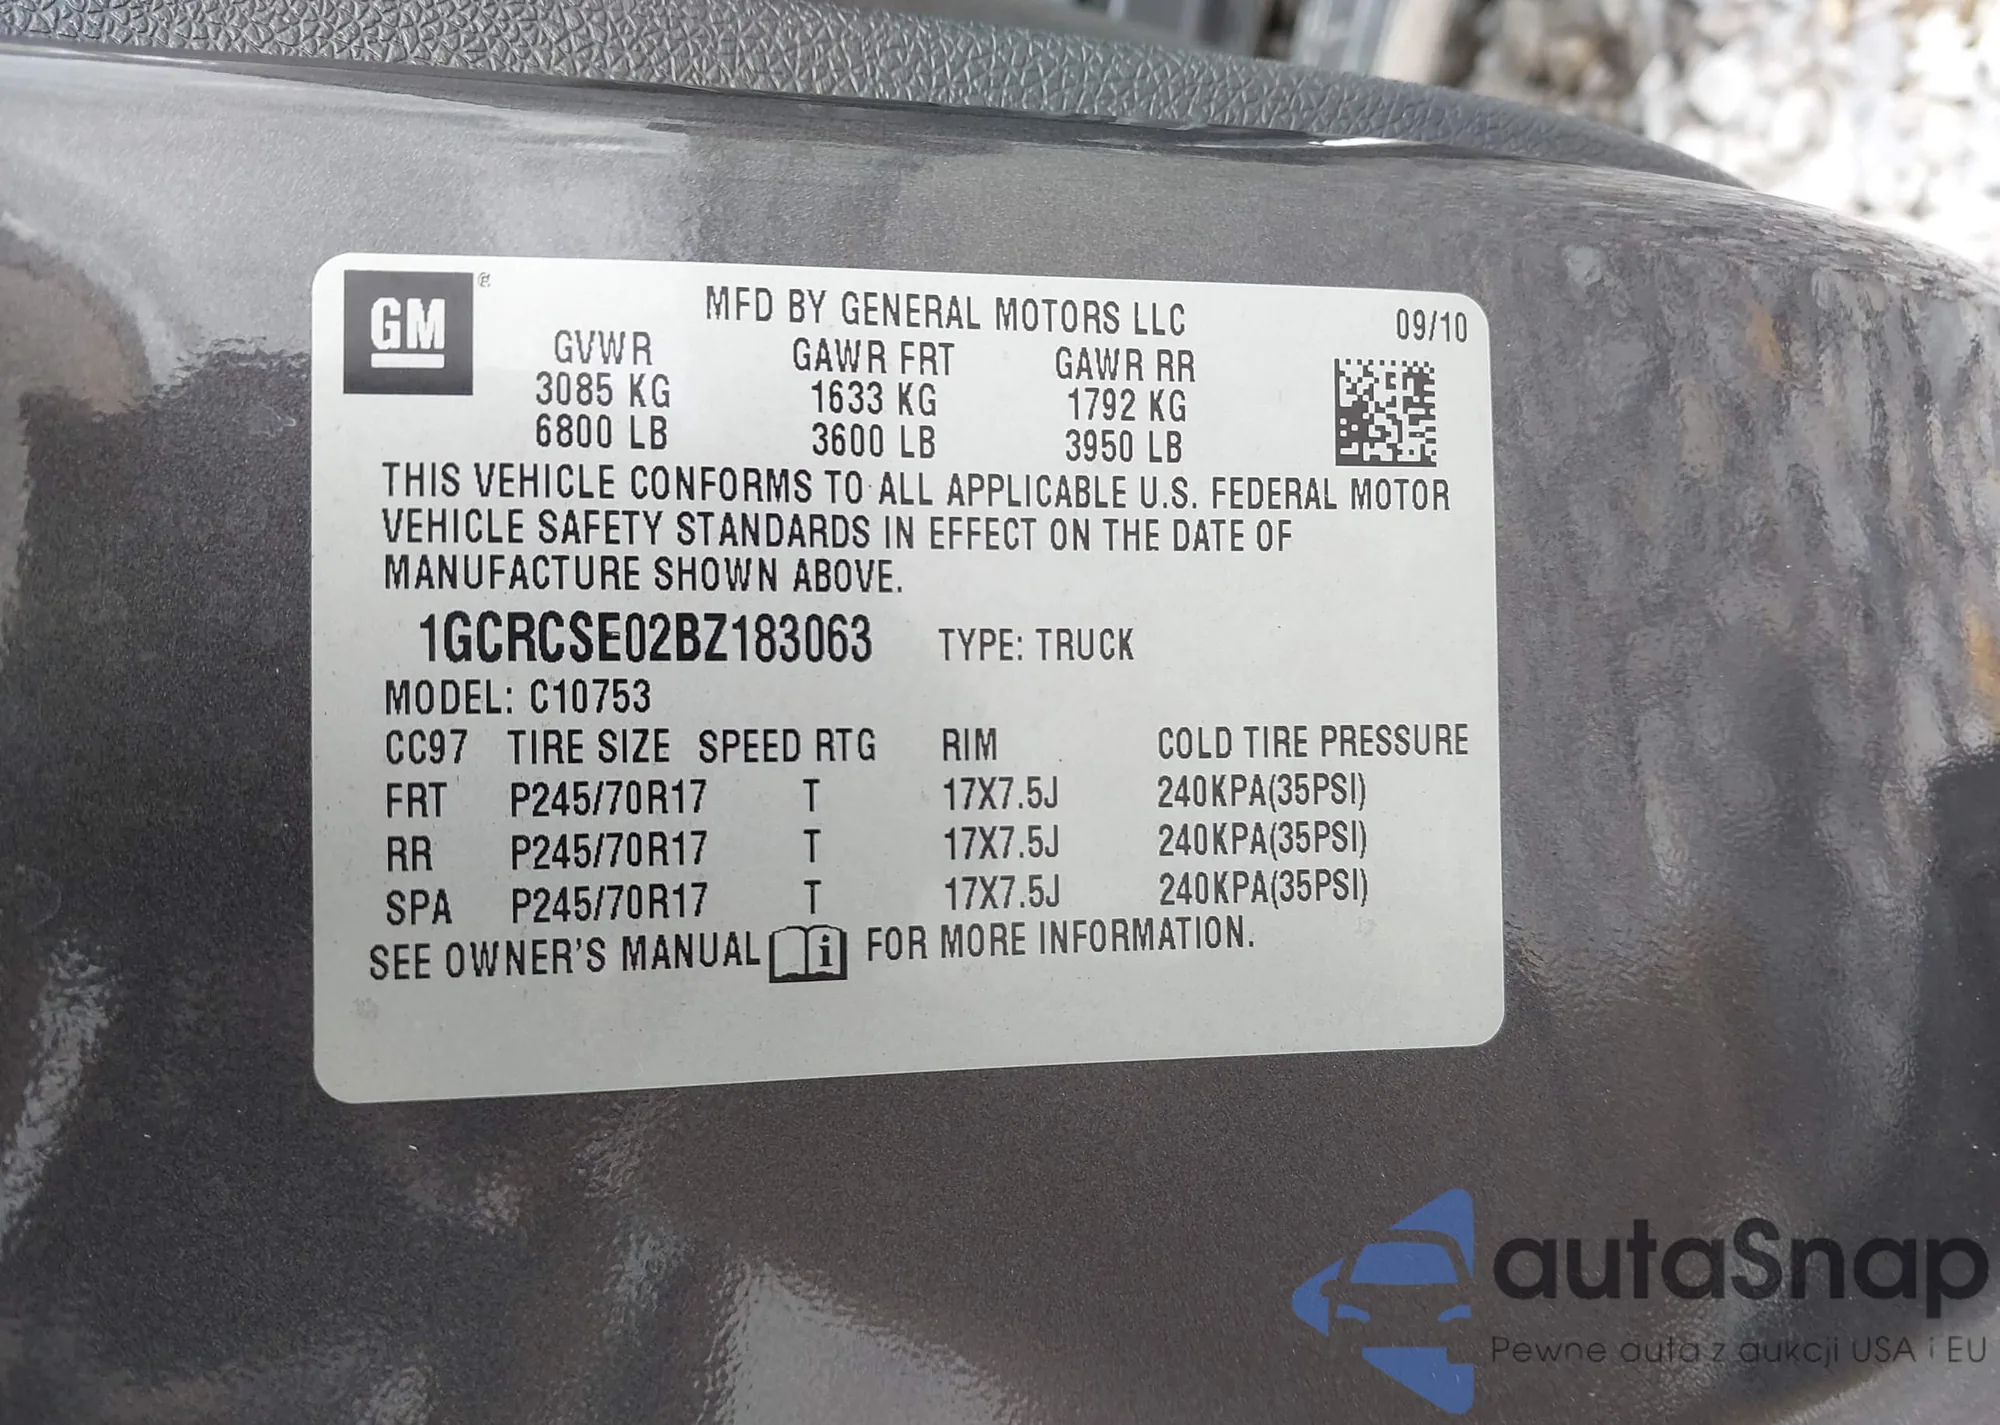 GM
MFD BY GENERAL MOTORS LLC 09/10
GVWR GAWR FRT GAWR RR
3085 KG 1633 KG 1792 KG
6800 LB 3600 LB 3950 LB
THIS VEHICLE CONFORMS TO ALL APPLICABLE U.S. FEDERAL MOTOR
VEHICLE SAFETY STANDARDS IN EFFECT ON THE DATE OF
MANUFACTURE SHOWN ABOVE.
1GCRCSE02BZ183063 TYPE: TRUCK
MODEL: C10753
CC97 TIRE SIZE SPEED RTG RIM COLD TIRE PRESSURE
FRT P245/70R17 T 17X7.5J 240KPA(35PSI)
RR P245/70R17 T 17X7.5J 240KPA(35PSI)
SPA P245/70R17 T 17X7.5J 240KPA(35PSI)
SEE OWNER'S MANUAL i FOR MORE INFORMATION.
autaSnap
Pewne auta z aukcji USA i EU